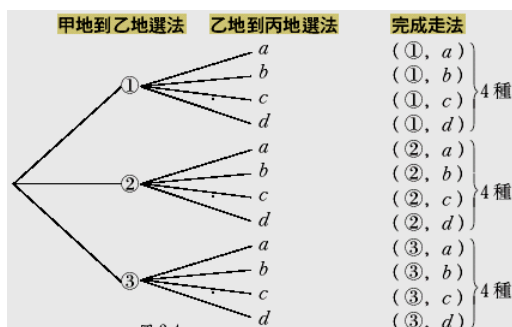 甲地到乙地選法 乙地到丙地選法 完成走法
a (①, a)
① b (①, b)
c (①, c) 4種
d (①, d)
a (②, a)
② b (②, b)
c (②, c) 4種
d (②, d)
a (③, a)
③ b (③, b)
c (③, c) 4種
d (③, d)